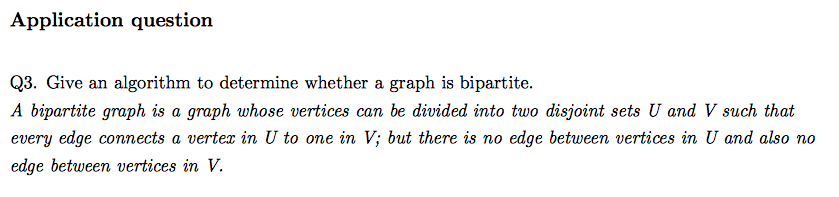 Application question
Q3. Give an algorithm to determine whether a graph is bipartite.
A bipartite graph is a graph whose vertices can be divided into two disjoint sets U and V such that
every edge connects a vertex in U to one in V; but there is no edge between vertices in U and also no
edge between vertices in V.